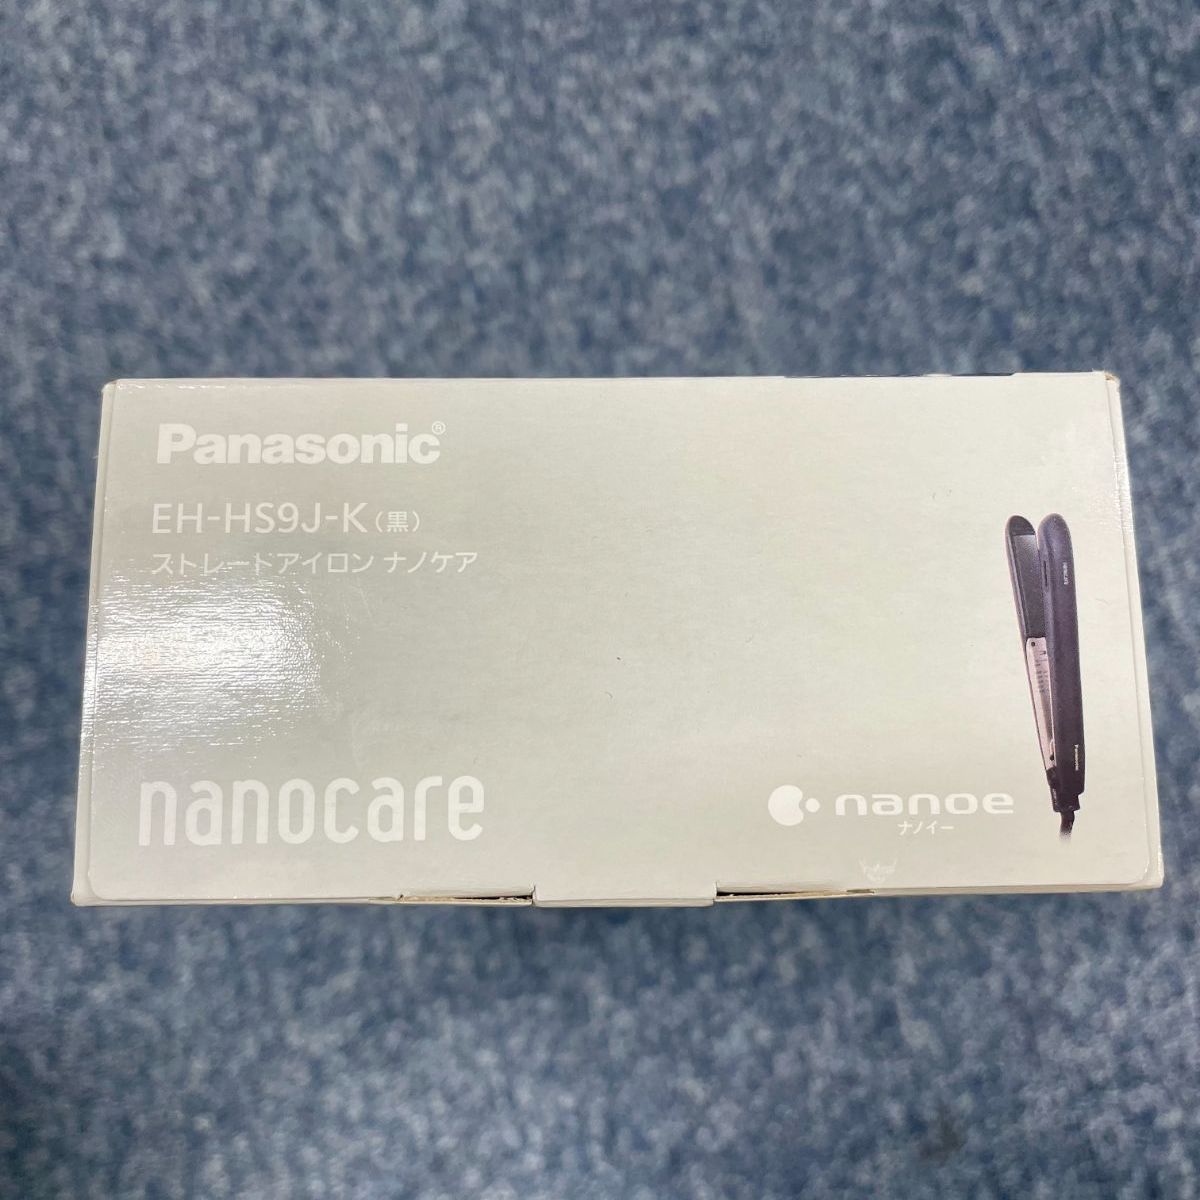 Panasonic®
EH-HS9J-K（黒）
ストレートアイロン ナノケア
nanocare
nanoe
ナノイー
Panasonic